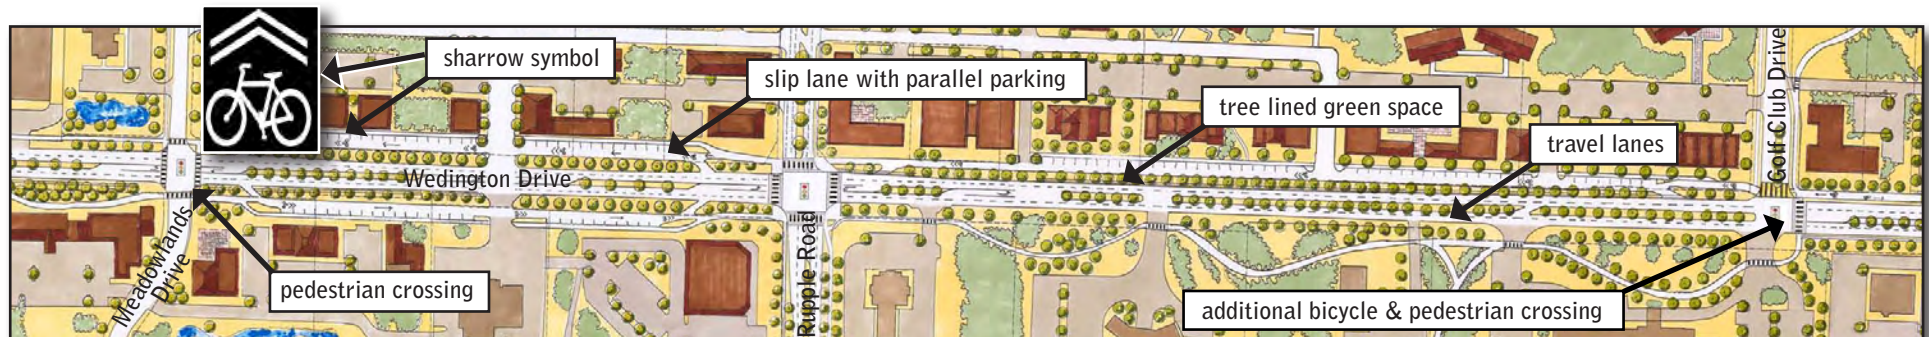 sharrow symbol
slip lane with parallel parking
tree lined green space
travel lanes
Golf Club Drive
Wedington Drive
Meadowlands
Drive
Rupple Road
pedestrian crossing
additional bicycle & pedestrian crossing